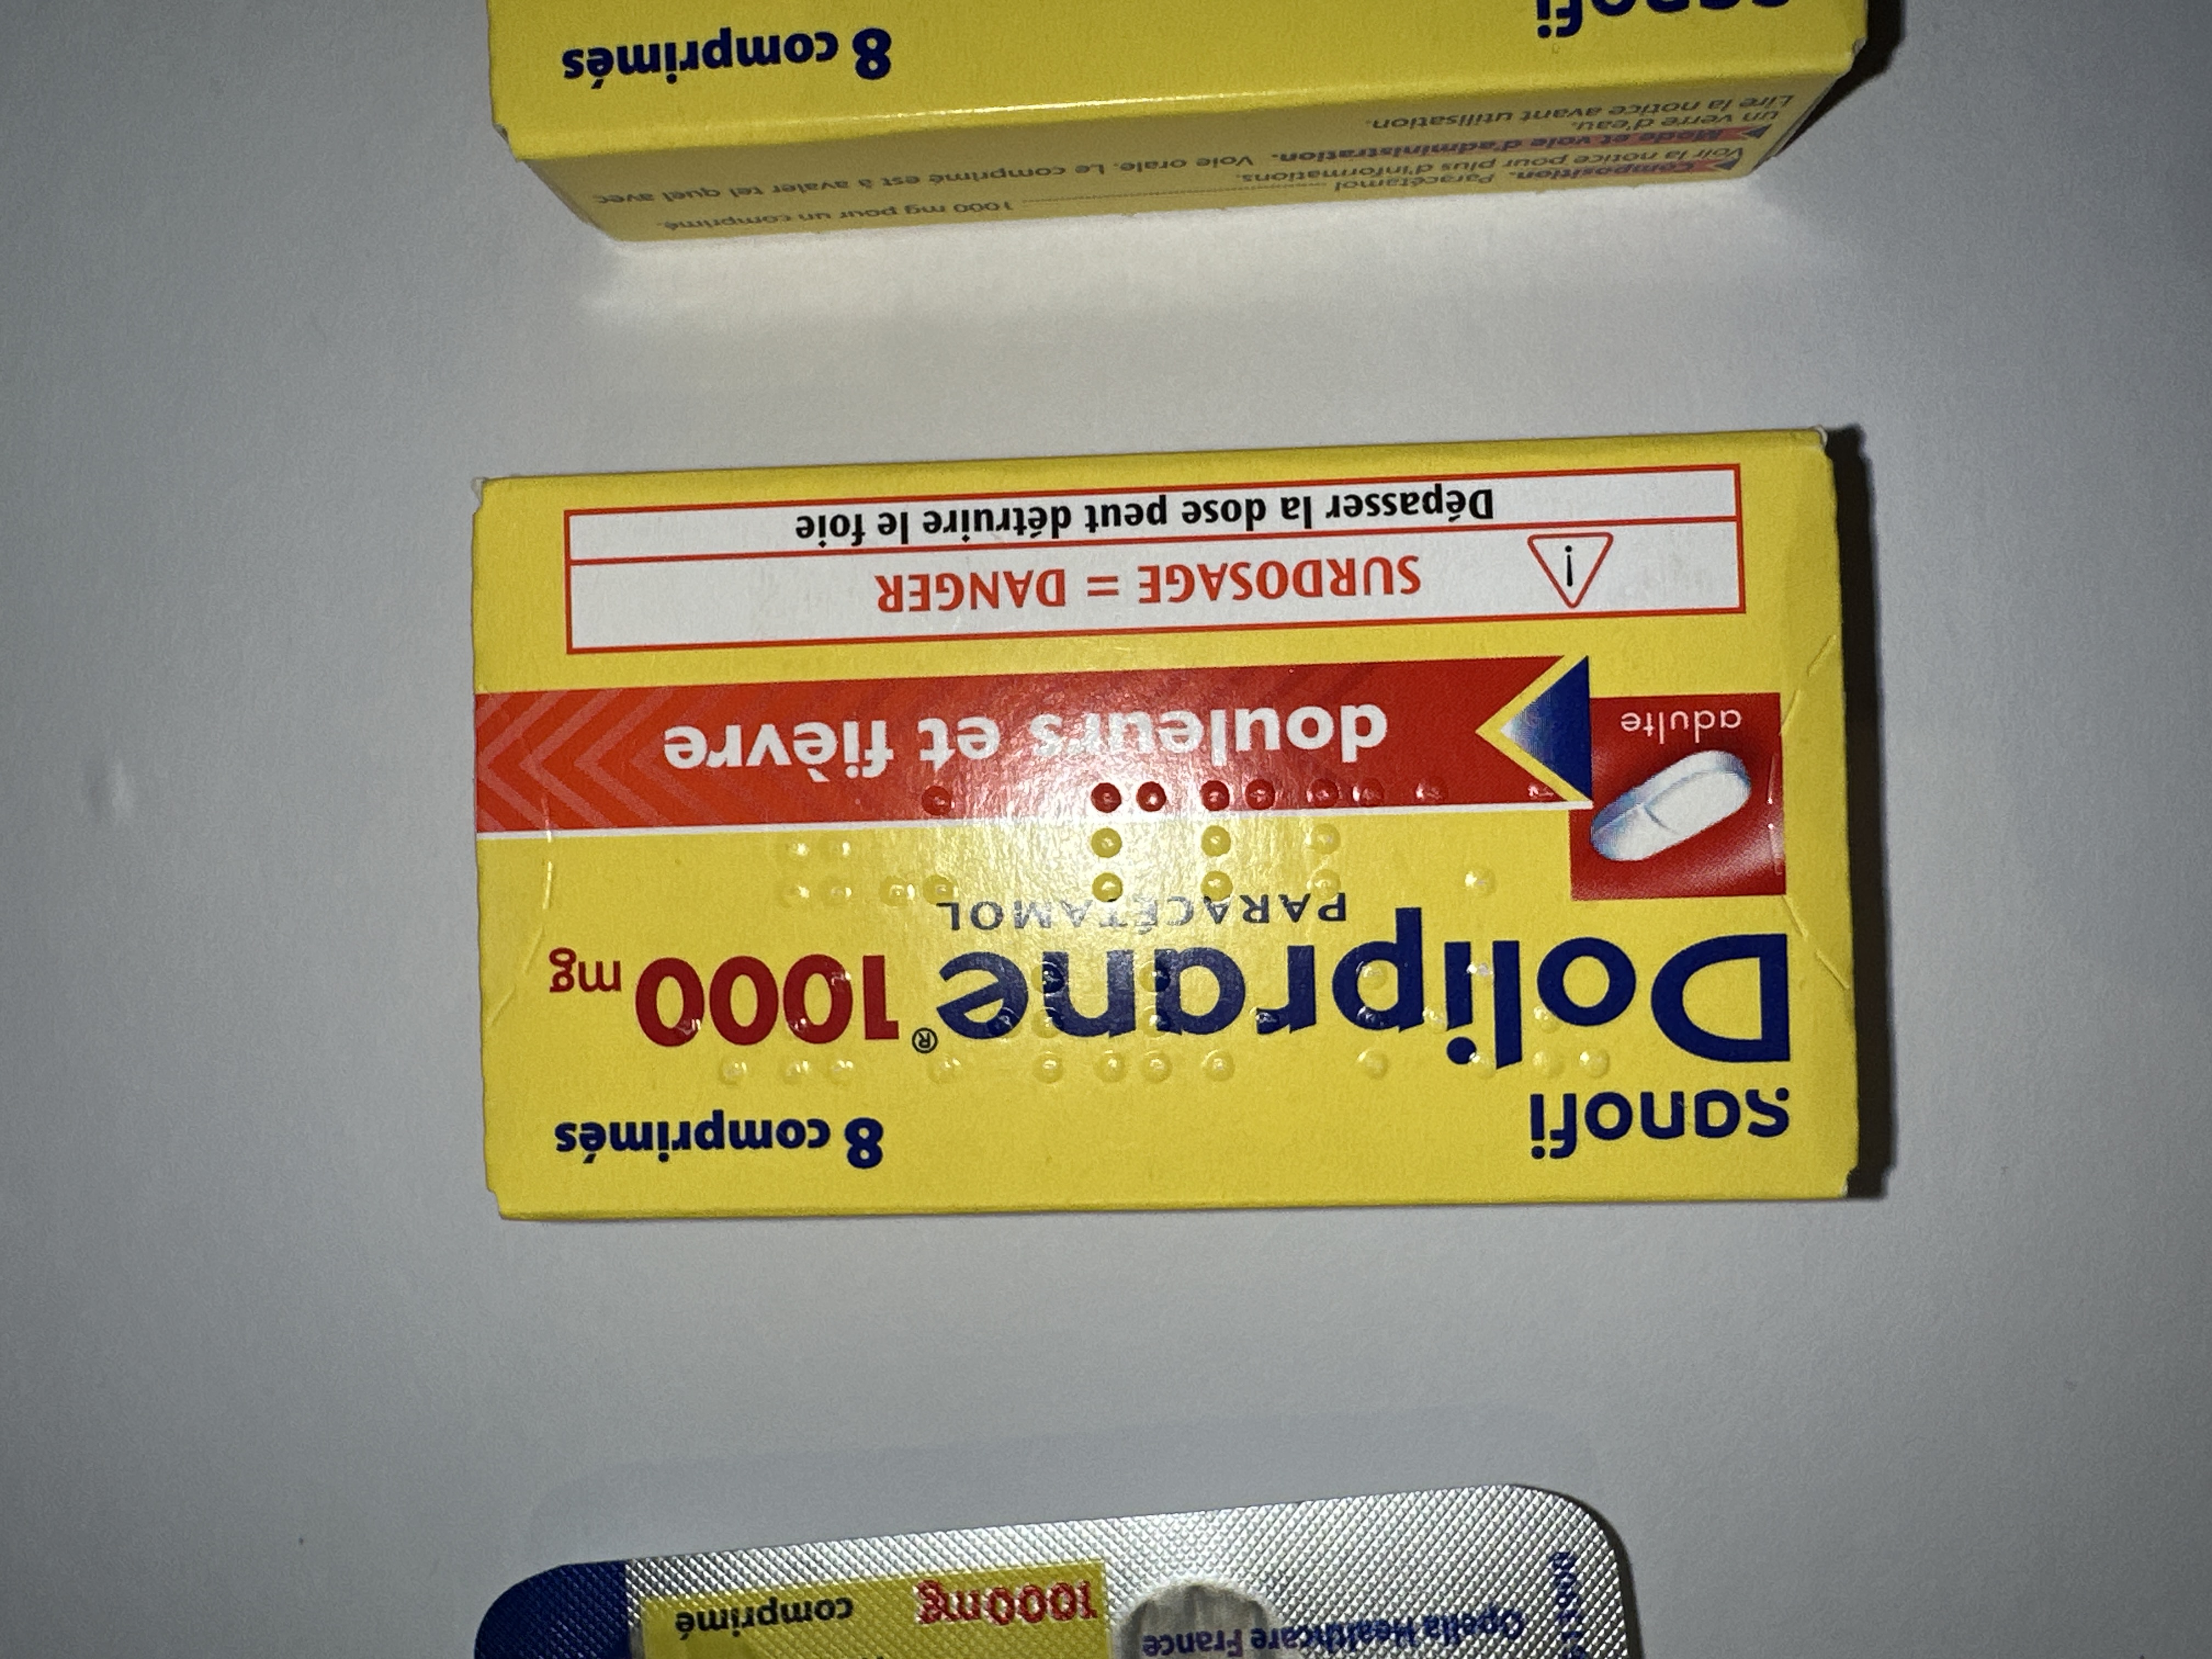 sanofi
8 comprimés
Doliprane® 1000 mg
PARACÉTAMOL
adulte
douleurs et fièvre
SURDOSAGE = DANGER
Dépasser la dose peut détruire le foie
Composition. Paracétamol 1000 mg pour un comprimé.
Voir la notice pour plus d'informations.
Mode et voie d'administration. Voie orale. Le comprimé est à avaler tel quel avec
un verre d'eau.
Lire la notice avant utilisation.
sanofi
8 comprimés
Opella Healthcare France
1000mg
comprimé